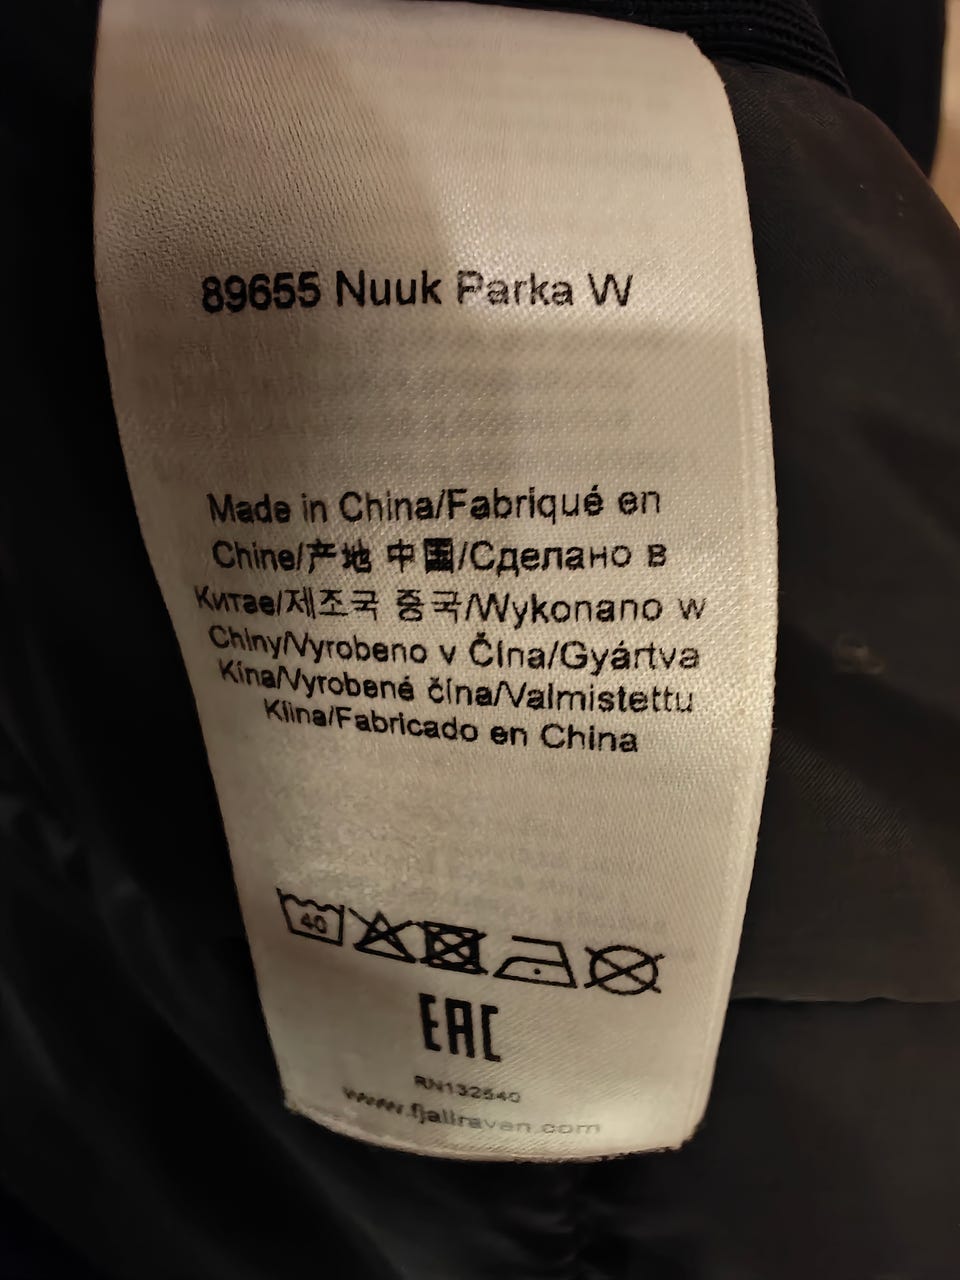 89655 Nuuk Parka W
Made in China/Fabriqué en
Chine/产地 中国/Сделано в
Китае/제조국 중국/Wykonano w
Chiny/Vyrobeno v Čína/Gyártva
Kína/Vyrobené čína/Valmistettu
Kiina/Fabricado en China
40
EAC
RN132540
www.fjallraven.com